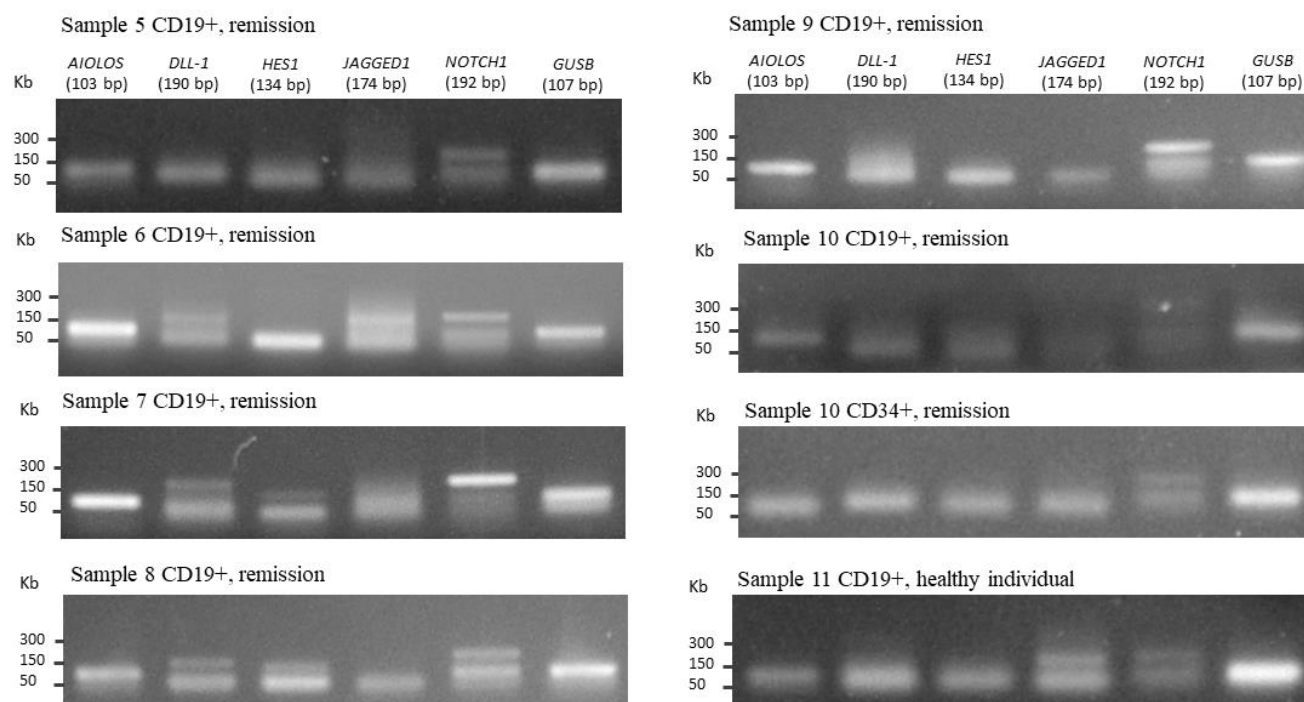 Sample 5 CD19+, remission
AIOLOS DLL-1 HES1 JAGGED1 NOTCH1 GUSB
Kb (103 bp) (190 bp) (134 bp) (174 bp) (192 bp) (107 bp)
300
150
50
Kb Sample 6 CD19+, remission
300
150
50
Kb Sample 7 CD19+, remission
300
150
50
Kb Sample 8 CD19+, remission
300
150
50
Sample 9 CD19+, remission
AIOLOS DLL-1 HES1 JAGGED1 NOTCH1 GUSB
Kb (103 bp) (190 bp) (134 bp) (174 bp) (192 bp) (107 bp)
300
150
50
Kb Sample 10 CD19+, remission
300
150
50
Kb Sample 10 CD34+, remission
300
150
50
Kb Sample 11 CD19+, healthy individual
300
150
50